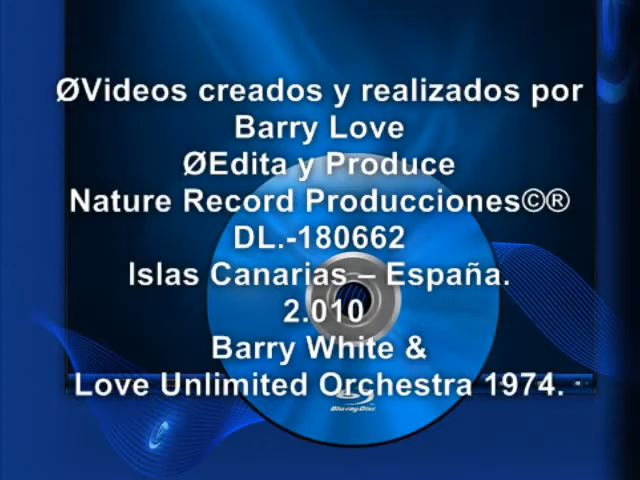 ØVideos creados y realizados por
Barry Love
ØEdita y Produce
Nature Record Producciones©®
DL.-180662
Islas Canarias – España.
2.010
Barry White &
Love Unlimited Orchestra 1974.
Blu-ray Disc